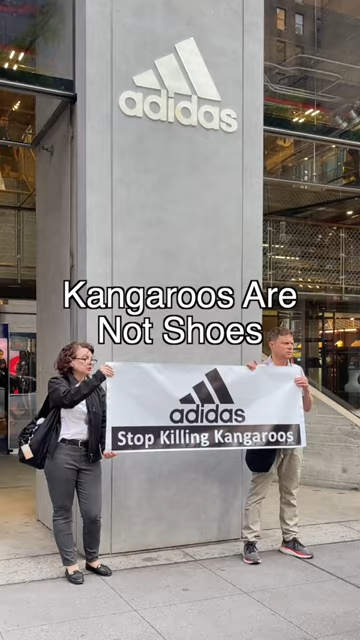 adidas
Kangaroos Are
Not Shoes
adidas
Stop Killing Kangaroos